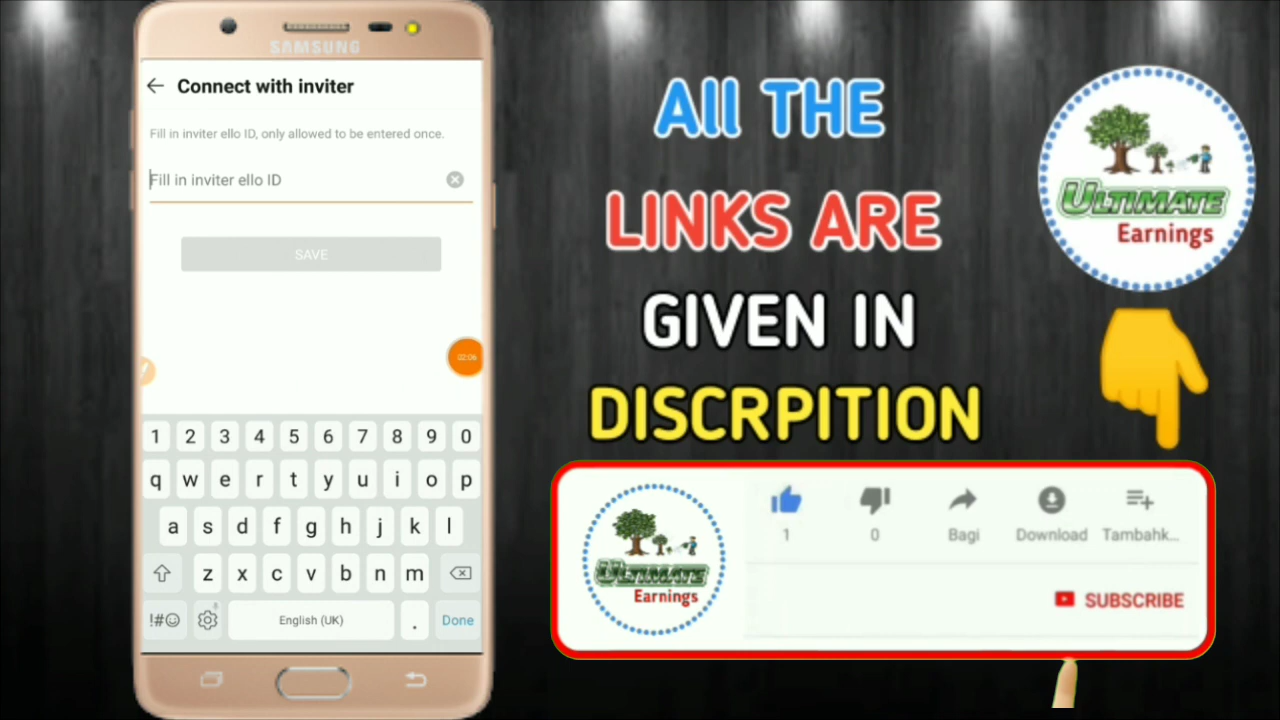 SAMSUNG
Connect with inviter
Fill in inviter ello ID, only allowed to be entered once.
Fill in inviter ello ID
SAVE
02:06
1 2 3 4 5 6 7 8 9 0
q w e r t y u i o p
a s d f g h j k l
z x c v b n m
!#☺ English (UK) . Done
All THE
LINKS ARE
GIVEN IN
DISCRPITION
ULTIMATE
Earnings
ULTIMATE
Earnings
1 0 Bagi Download Tambahk...
SUBSCRIBE